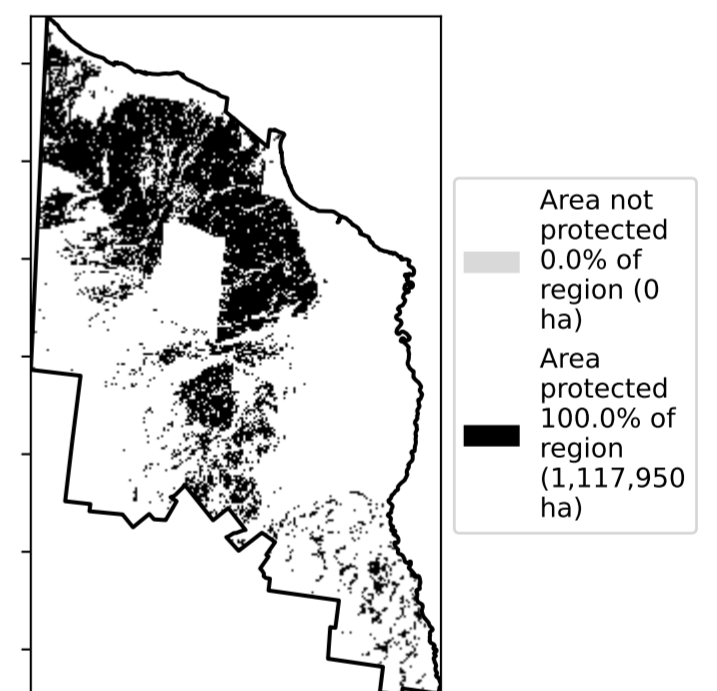 Area not
protected
0.0% of
region (0
ha)
Area
protected
100.0% of
region
(1,117,950
ha)